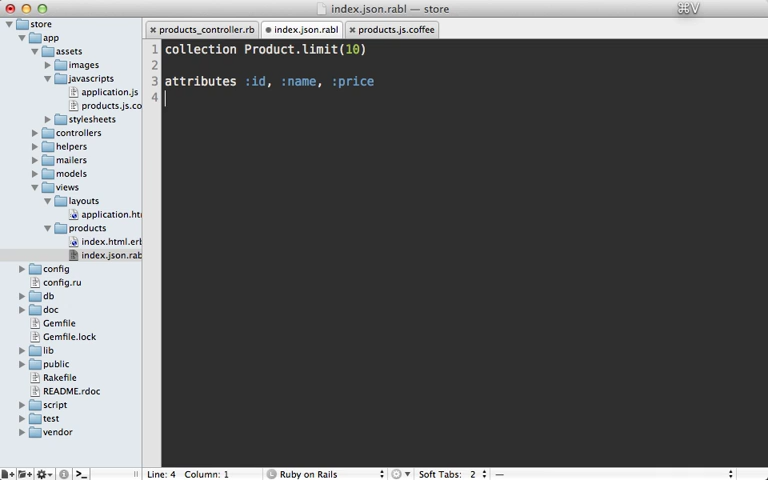 index.json.rabl — store
⌘V
store
app
assets
images
javascripts
application.js
products.js.co
stylesheets
controllers
helpers
mailers
models
views
layouts
application.ht
products
index.html.erb
index.json.rab
config
config.ru
db
doc
Gemfile
Gemfile.lock
lib
public
Rakefile
README.rdoc
script
test
vendor
products_controller.rb
index.json.rabl
products.js.coffee
1 collection Product.limit(10)
2
3 attributes :id, :name, :price
4
Line: 4 Column: 1
Ruby on Rails
Soft Tabs: 2
—